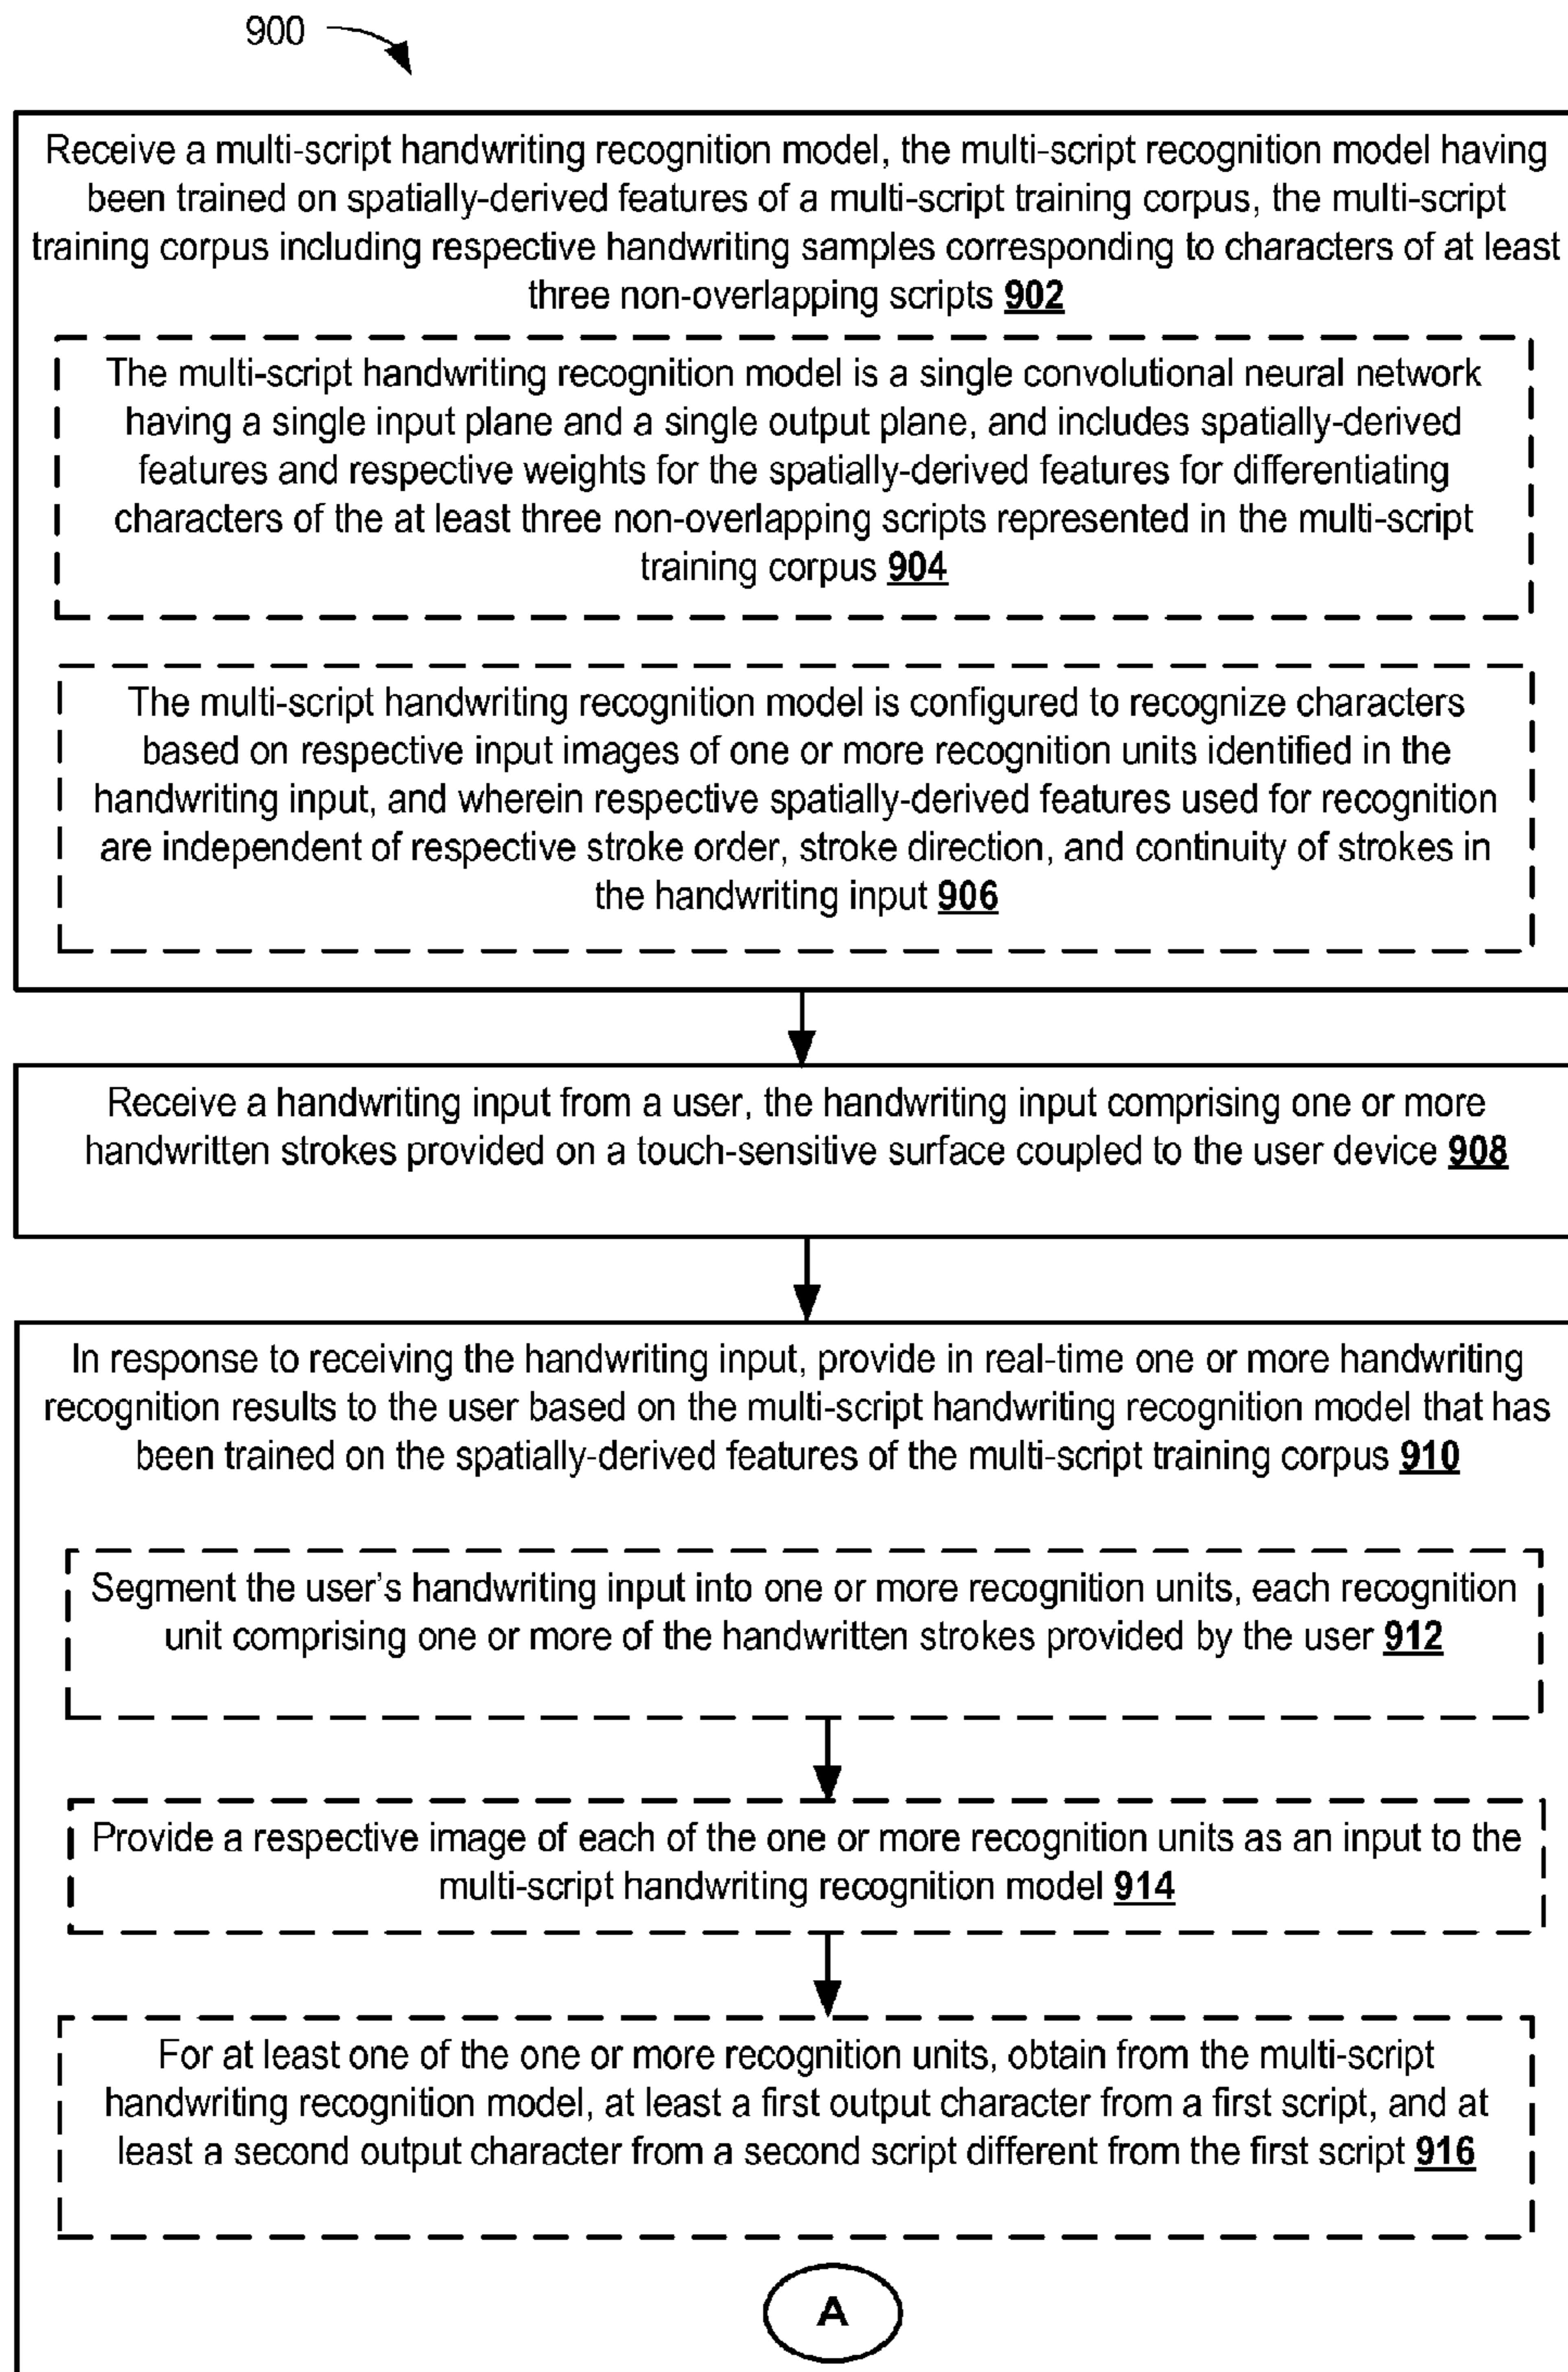 900
Receive a multi-script handwriting recognition model, the multi-script recognition model having
been trained on spatially-derived features of a multi-script training corpus, the multi-script
training corpus including respective handwriting samples corresponding to characters of at least
three non-overlapping scripts 902
The multi-script handwriting recognition model is a single convolutional neural network
having a single input plane and a single output plane, and includes spatially-derived
features and respective weights for the spatially-derived features for differentiating
characters of the at least three non-overlapping scripts represented in the multi-script
training corpus 904
The multi-script handwriting recognition model is configured to recognize characters
based on respective input images of one or more recognition units identified in the
handwriting input, and wherein respective spatially-derived features used for recognition
are independent of respective stroke order, stroke direction, and continuity of strokes in
the handwriting input 906
Receive a handwriting input from a user, the handwriting input comprising one or more
handwritten strokes provided on a touch-sensitive surface coupled to the user device 908
In response to receiving the handwriting input, provide in real-time one or more handwriting
recognition results to the user based on the multi-script handwriting recognition model that has
been trained on the spatially-derived features of the multi-script training corpus 910
Segment the user's handwriting input into one or more recognition units, each recognition
unit comprising one or more of the handwritten strokes provided by the user 912
Provide a respective image of each of the one or more recognition units as an input to the
multi-script handwriting recognition model 914
For at least one of the one or more recognition units, obtain from the multi-script
handwriting recognition model, at least a first output character from a first script, and at
least a second output character from a second script different from the first script 916
A